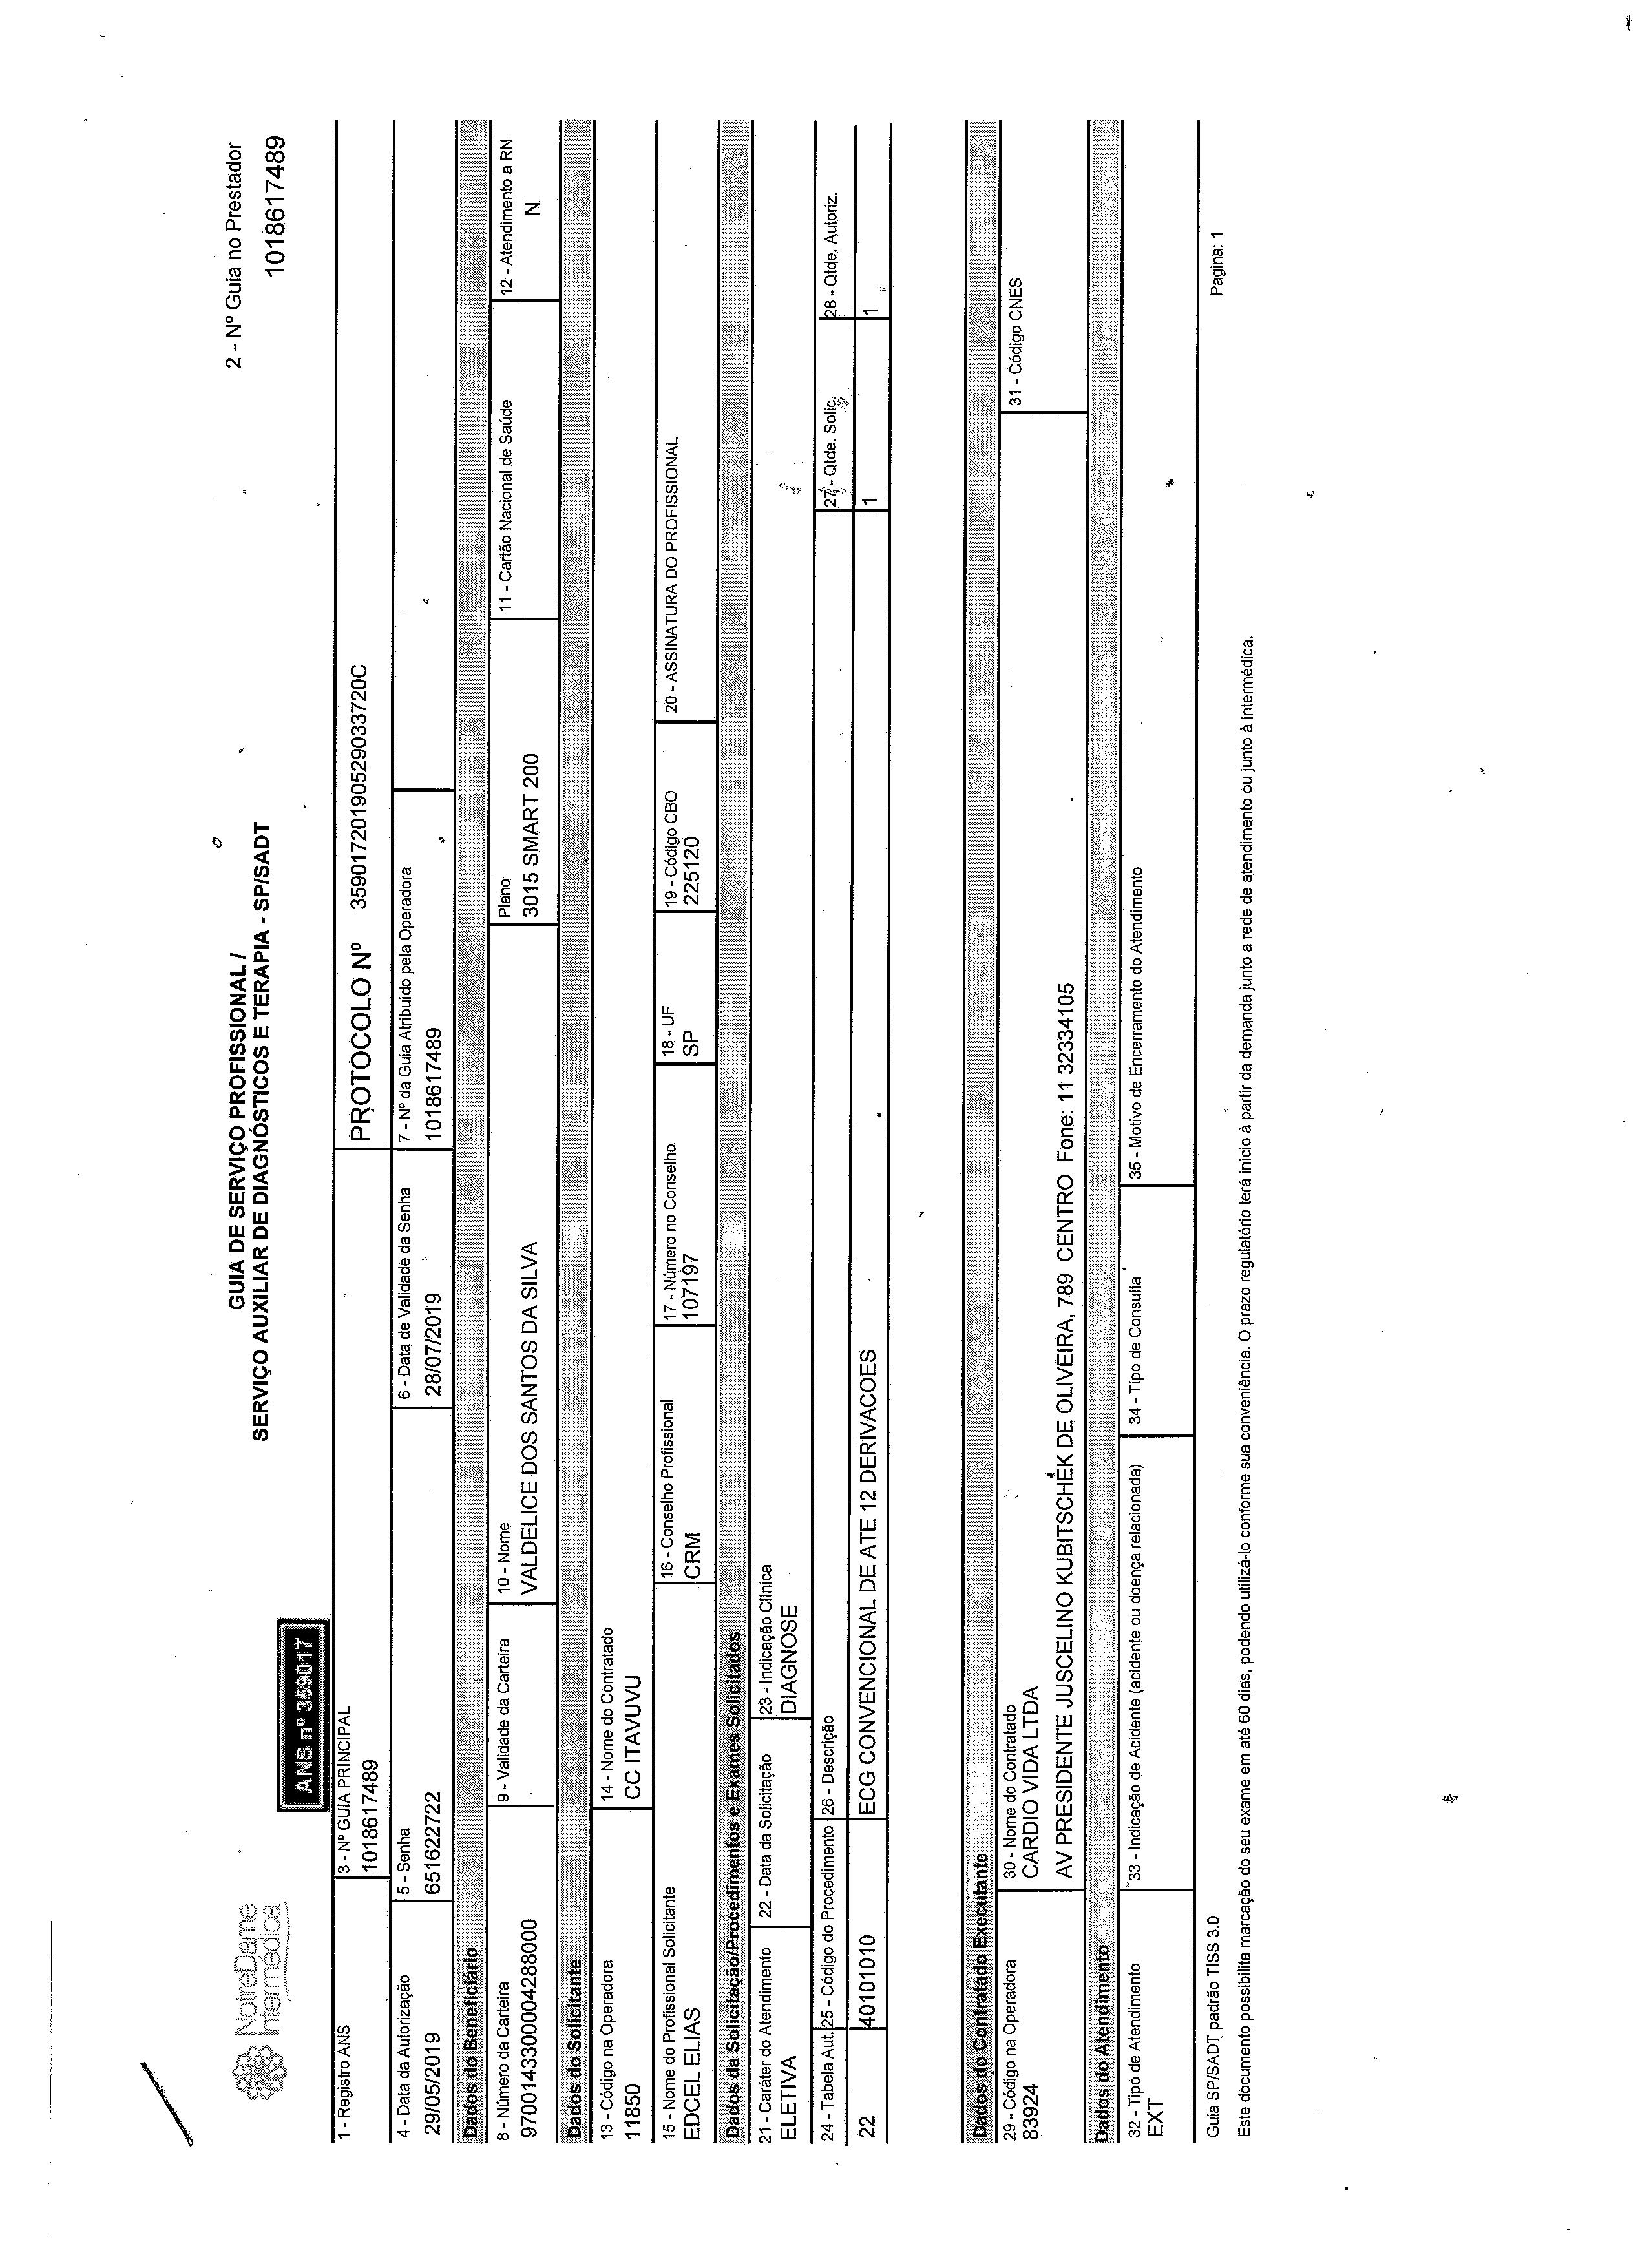 NotreDame
Intermédica
ANS nº 359017
GUIA DE SERVIÇO PROFISSIONAL /
SERVIÇO AUXILIAR DE DIAGNÓSTICOS E TERAPIA - SP/SADT
2 - Nº Guia no Prestador
1018617489
1 - Registro ANS
3 - Nº GUIA PRINCIPAL
1018617489
PROTOCOLO Nº 35901720190529033720C
4 - Data da Autorização
29/05/2019
5 - Senha
651622722
6 - Data de Validade da Senha
28/07/2019
7 - Nº da Guia Atribuído pela Operadora
1018617489
Dados do Beneficiário
8 - Número da Carteira
97001433000004288000
9 - Validade da Carteira
10 - Nome
VALDELICE DOS SANTOS DA SILVA
Plano
3015 SMART 200
11 - Cartão Nacional de Saúde
12 - Atendimento a RN
N
Dados do Solicitante
13 - Código na Operadora
11850
14 - Nome do Contratado
CC ITAVUVU
15 - Nome do Profissional Solicitante
EDCEL ELIAS
16 - Conselho Profissional
CRM
17 - Número no Conselho
107197
18 - UF
SP
19 - Código CBO
225120
20 - ASSINATURA DO PROFISSIONAL
Dados da Solicitação/Procedimentos e Exames Solicitados
21 - Caráter do Atendimento
ELETIVA
22 - Data da Solicitação
23 - Indicação Clínica
DIAGNOSE
24 - Tabela Aut. 25 - Código do Procedimento 26 - Descrição 27 - Qtde. Solic. 28 - Qtde. Autoriz.
22 40101010 ECG CONVENCIONAL DE ATE 12 DERIVACOES 1 1
Dados do Contratado Executante
29 - Código na Operadora
83924
30 - Nome do Contratado
CARDIO VIDA LTDA
AV PRESIDENTE JUSCELINO KUBITSCHEK DE OLIVEIRA, 789 CENTRO Fone: 11 32334105
31 - Código CNES
Dados do Atendimento
32 - Tipo de Atendimento
EXT
33 - Indicação de Acidente (acidente ou doença relacionada)
34 - Tipo de Consulta
35 - Motivo de Encerramento do Atendimento
Guia SP/SADT padrão TISS 3.0
Pagina: 1
Este documento possibilita marcação do seu exame em até 60 dias, podendo utilizá-lo conforme sua conveniência. O prazo regulatório terá início à partir da demanda junto a rede de atendimento ou junto à intermédica.